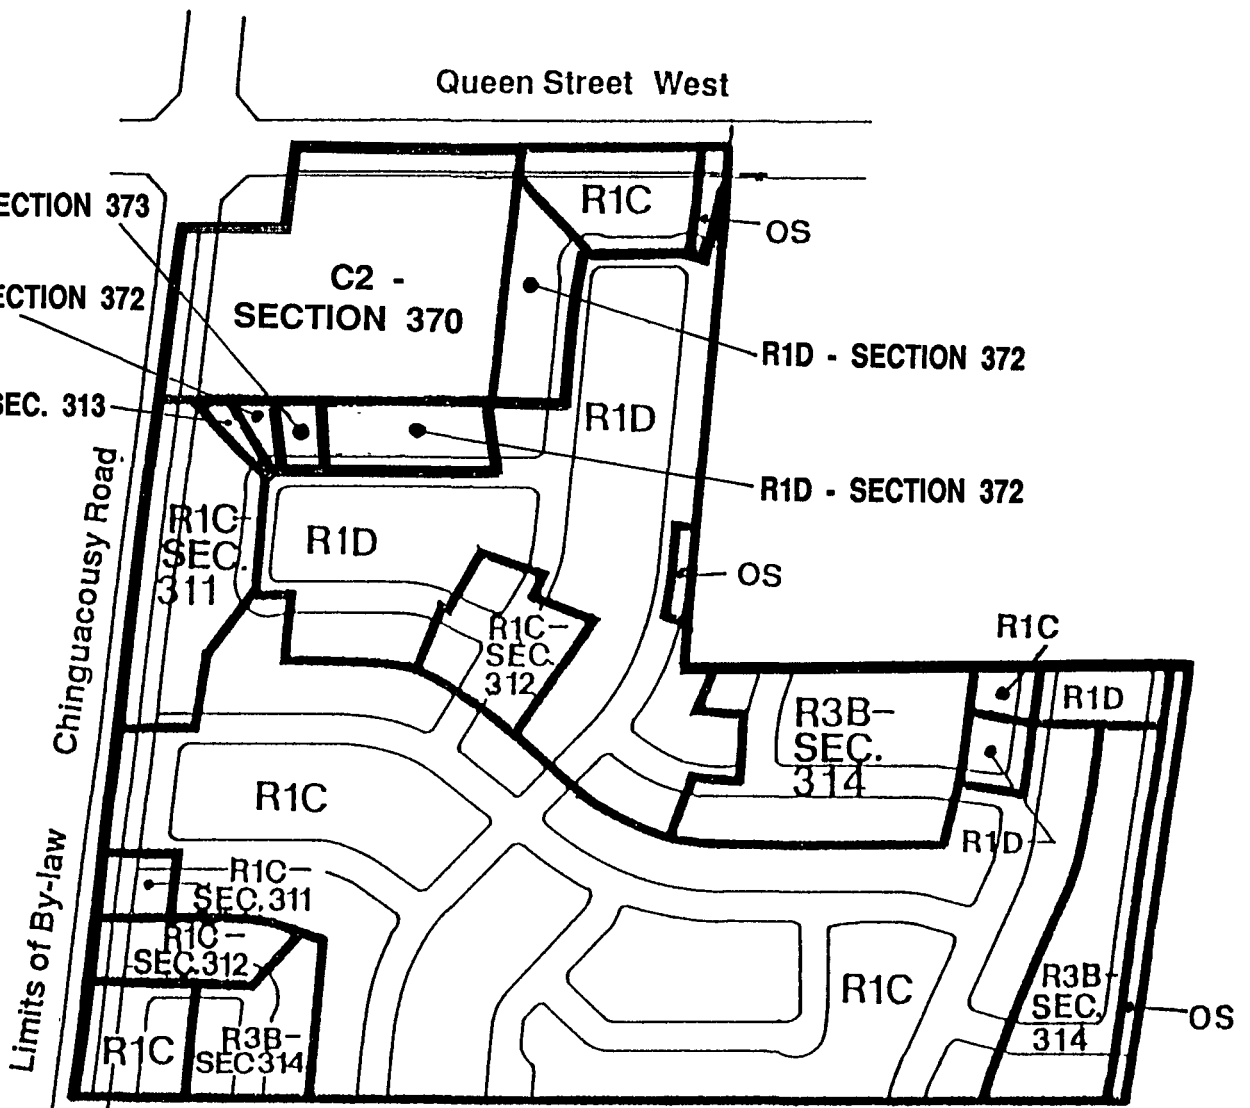 Queen Street West
R1C
ECTION 373
OS
C2 -
SECTION 370
ECTION 372
R1D - SECTION 372
SEC. 313
R1D
R1D - SECTION 372
R1C-
SEC.
311
R1D
OS
Chinguacousy Road
R1C-
SEC.
312
R1C
R1D
R3B-
SEC.
314
R1C
R1D
R1C-
SEC. 311
R1C-
SEC. 312
Limits of By-law
R1C
R3B-
SEC.
314
OS
R1C
R3B-
SEC 314